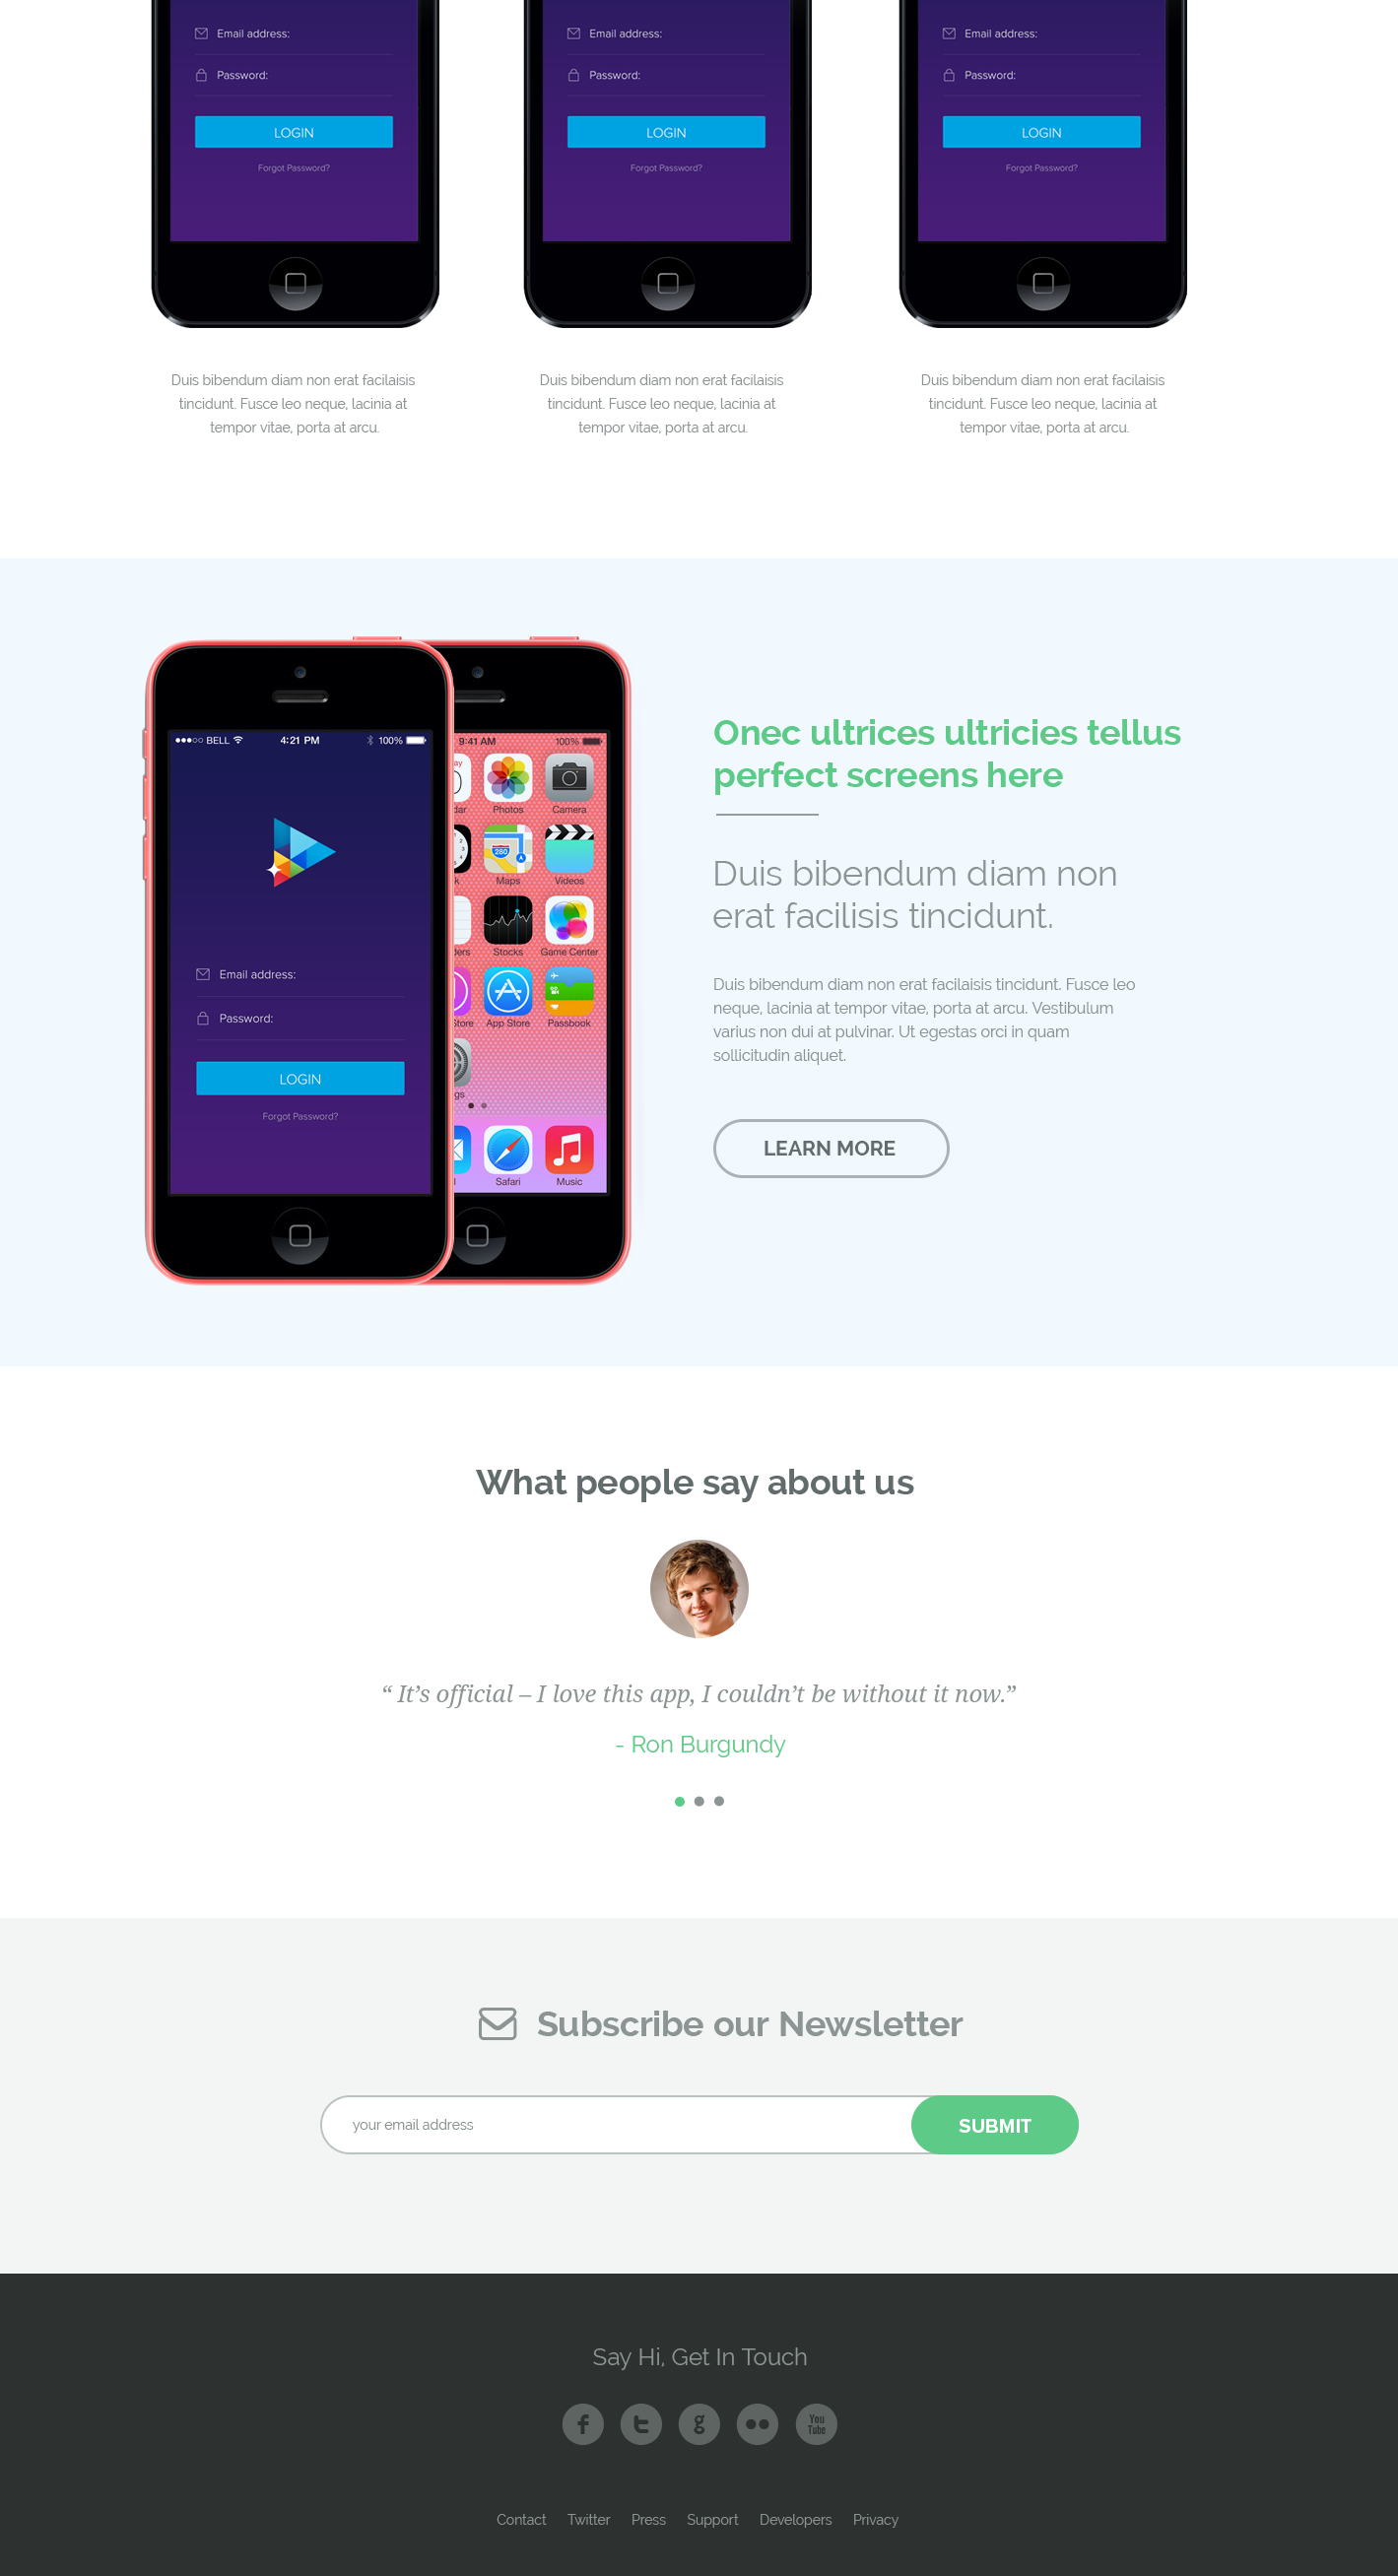 Email address:
Password:
LOGIN
Forgot Password?
Email address:
Password:
LOGIN
Forgot Password?
Email address:
Password:
LOGIN
Forgot Password?
Duis bibendum diam non erat facilaisis
tincidunt. Fusce leo neque, lacinia at
tempor vitae, porta at arcu.
Duis bibendum diam non erat facilaisis
tincidunt. Fusce leo neque, lacinia at
tempor vitae, porta at arcu.
Duis bibendum diam non erat facilaisis
tincidunt. Fusce leo neque, lacinia at
tempor vitae, porta at arcu.
BELL 4:21 PM 100%
Email address:
Password:
LOGIN
Forgot Password?
9:41 AM 100%
Photos Camera
280
Maps Videos
Stocks Game Center
Store App Store Passbook
Safari Music
Onec ultrices ultricies tellus
perfect screens here
Duis bibendum diam non
erat facilisis tincidunt.
Duis bibendum diam non erat facilaisis tincidunt. Fusce leo
neque, lacinia at tempor vitae, porta at arcu. Vestibulum
varius non dui at pulvinar. Ut egestas orci in quam
sollicitudin aliquet.
LEARN MORE
What people say about us
“ It’s official – I love this app, I couldn’t be without it now.”
- Ron Burgundy
Subscribe our Newsletter
your email address
SUBMIT
Say Hi, Get In Touch
You
Tube
Contact Twitter Press Support Developers Privacy